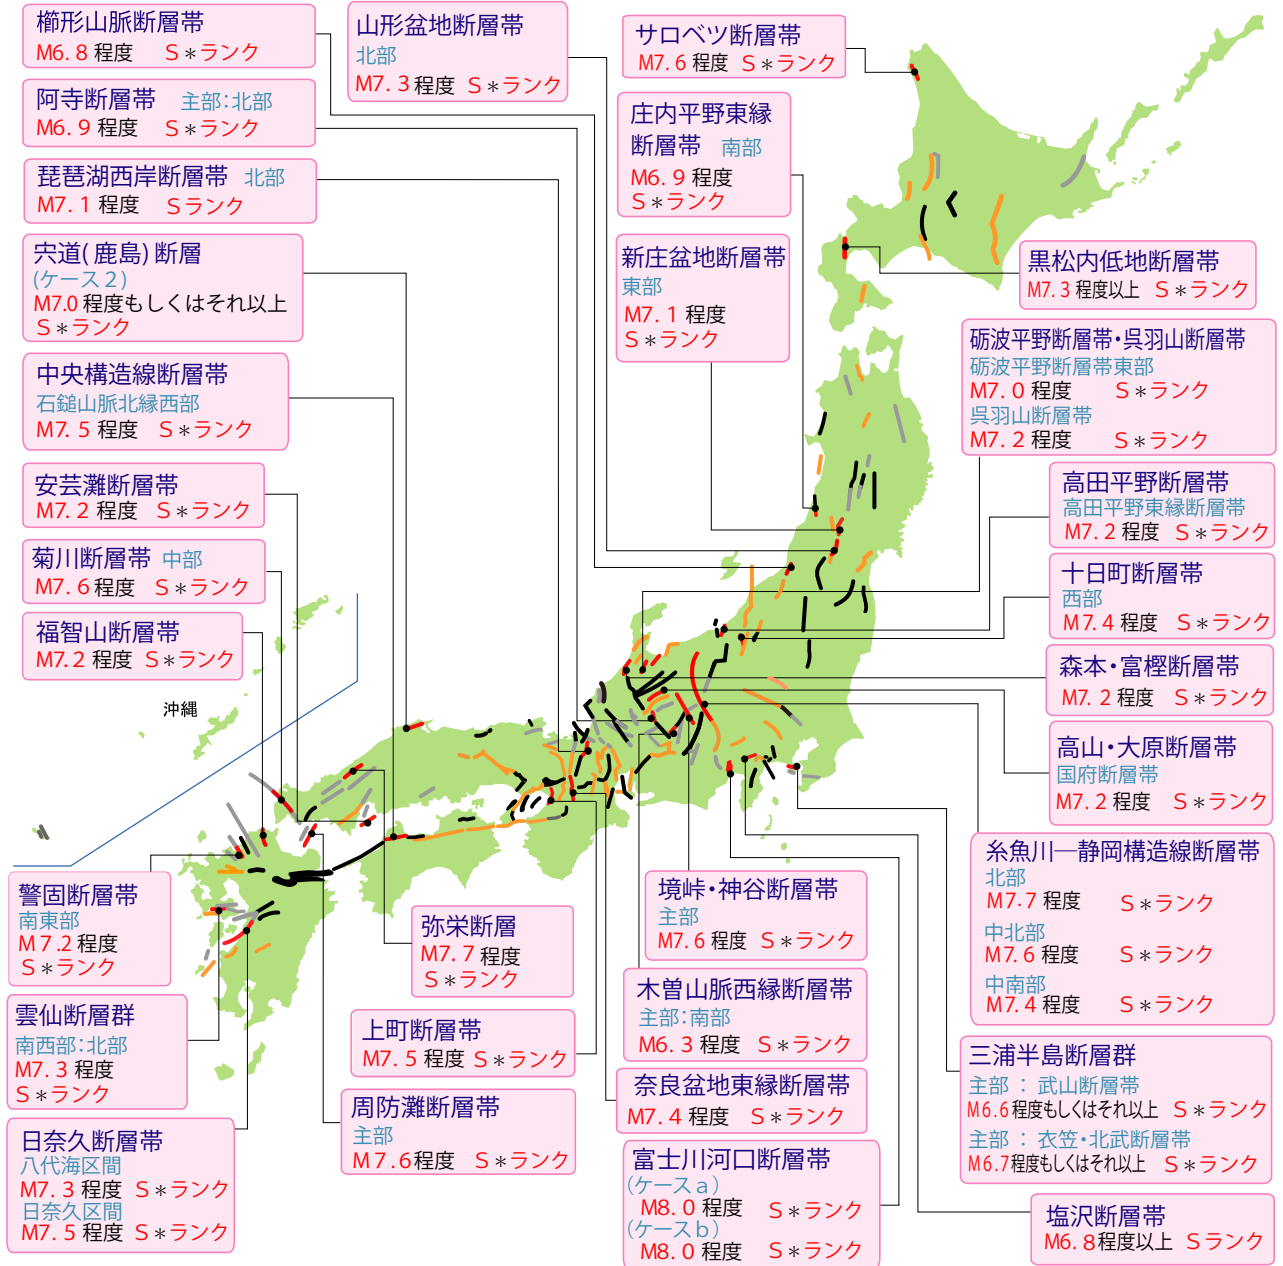 櫛形山脈断層帯
M6.8 程度 S＊ランク
阿寺断層帯 主部：北部
M6.9 程度 S＊ランク
琵琶湖西岸断層帯 北部
M7.1 程度 Sランク
宍道(鹿島)断層
(ケース2)
M7.0 程度もしくはそれ以上
S＊ランク
中央構造線断層帯
石鎚山脈北縁西部
M7.5 程度 S＊ランク
安芸灘断層帯
M7.2 程度 S＊ランク
菊川断層帯 中部
M7.6 程度 S＊ランク
福智山断層帯
M7.2 程度 S＊ランク
沖縄
警固断層帯
南東部
M7.2 程度
S＊ランク
雲仙断層群
南西部：北部
M7.3 程度
S＊ランク
日奈久断層帯
八代海区間
M7.3 程度 S＊ランク
日奈久区間
M7.5 程度 S＊ランク
山形盆地断層帯
北部
M7.3 程度 S＊ランク
サロベツ断層帯
M7.6 程度 S＊ランク
庄内平野東縁
断層帯 南部
M6.9 程度
S＊ランク
新庄盆地断層帯
東部
M7.1 程度
S＊ランク
黒松内低地断層帯
M7.3 程度以上 S＊ランク
砺波平野断層帯・呉羽山断層帯
砺波平野断層帯東部
M7.0 程度 S＊ランク
呉羽山断層帯
M7.2 程度 S＊ランク
高田平野断層帯
高田平野東縁断層帯
M7.2 程度 S＊ランク
十日町断層帯
西部
M7.4 程度 S＊ランク
森本・富樫断層帯
M7.2 程度 S＊ランク
高山・大原断層帯
国府断層帯
M7.2 程度 S＊ランク
糸魚川―静岡構造線断層帯
北部
M7.7 程度 S＊ランク
中北部
M7.6 程度 S＊ランク
中南部
M7.4 程度 S＊ランク
弥栄断層
M7.7 程度
S＊ランク
上町断層帯
M7.5 程度 S＊ランク
周防灘断層帯
主部
M7.6程度 S＊ランク
境峠・神谷断層帯
主部
M7.6 程度 S＊ランク
木曽山脈西縁断層帯
主部：南部
M6.3 程度 S＊ランク
奈良盆地東縁断層帯
M7.4 程度 S＊ランク
富士川河口断層帯
(ケースa)
M8.0 程度 S＊ランク
(ケースb)
M8.0 程度 S＊ランク
三浦半島断層群
主部 ： 武山断層帯
M6.6程度もしくはそれ以上 S＊ランク
主部 ： 衣笠・北武断層帯
M6.7程度もしくはそれ以上 S＊ランク
塩沢断層帯
M6.8程度以上 Sランク